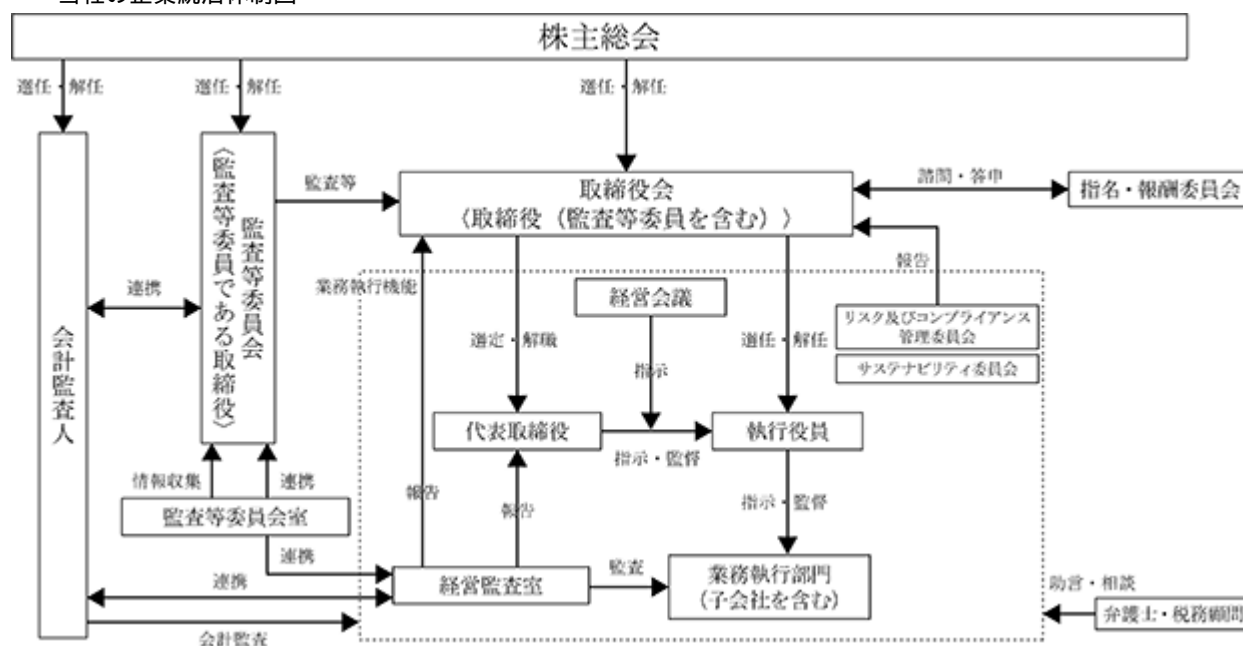 当社の企業統治体制図
株主総会
選任・解任
選任・解任
選任・解任
監査等委員会
〈監査等委員である取締役〉
監査等
取締役会
〈取締役（監査等委員を含む）〉
諮問・答申
指名・報酬委員会
報告
連携
業務執行機能
経営会議
リスク及びコンプライアンス
管理委員会
サステナビリティ委員会
会計監査人
選定・解職
指示
選任・解任
代表取締役
指示・監督
執行役員
情報収集
連携
報告
報告
指示・監督
監査等委員会室
連携
連携
経営監査室
監査
業務執行部門
（子会社を含む）
助言・相談
弁護士・税務顧問
会計監査